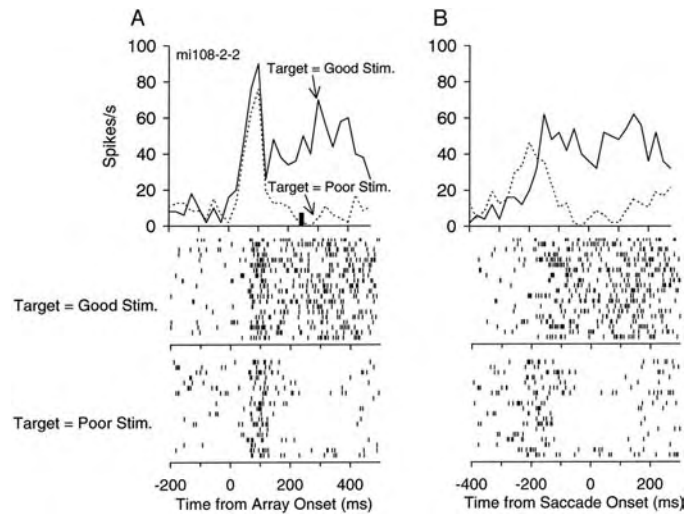 A
B
mi108-2-2
Target = Good Stim.
Target = Poor Stim.
Spikes/s
100
80
60
40
20
0
100
80
60
40
20
0
Target = Good Stim.
Target = Poor Stim.
-200 0 200 400
-400 -200 0 200
Time from Array Onset (ms)
Time from Saccade Onset (ms)